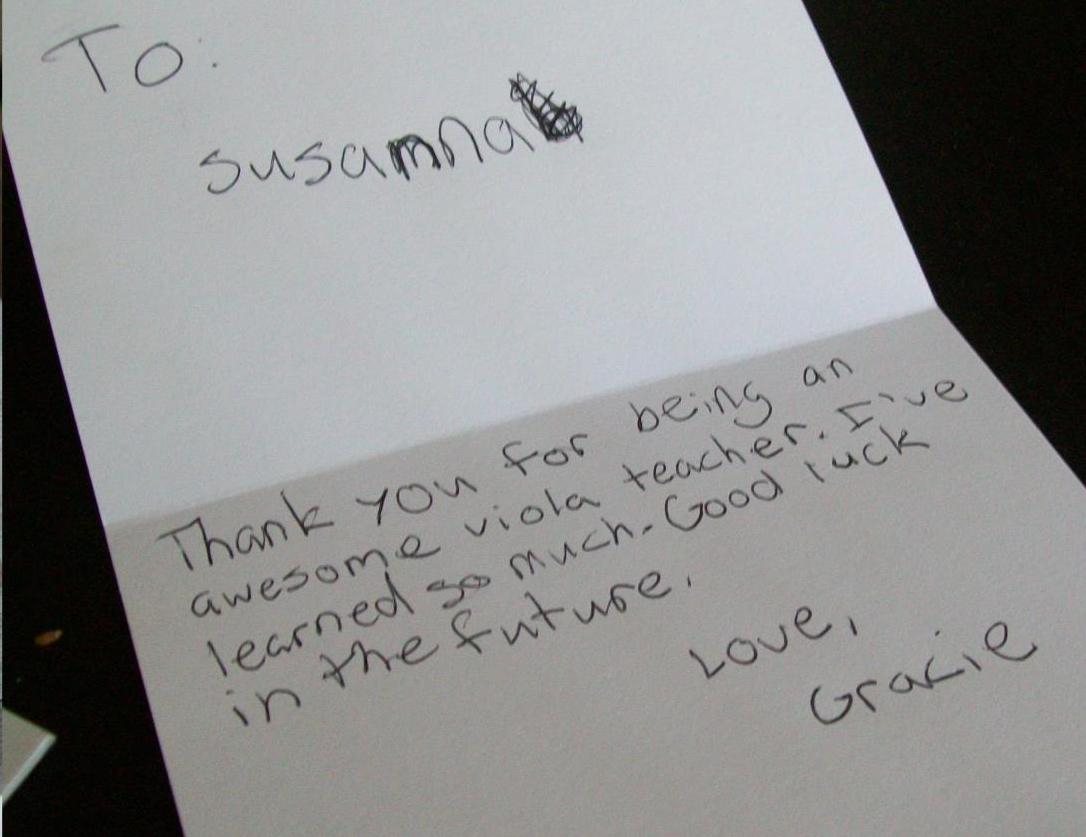 To:
susanna
Thank you for being an
awesome viola teacher. I've
learned so much. Good luck
in the future.
Love,
Gracie